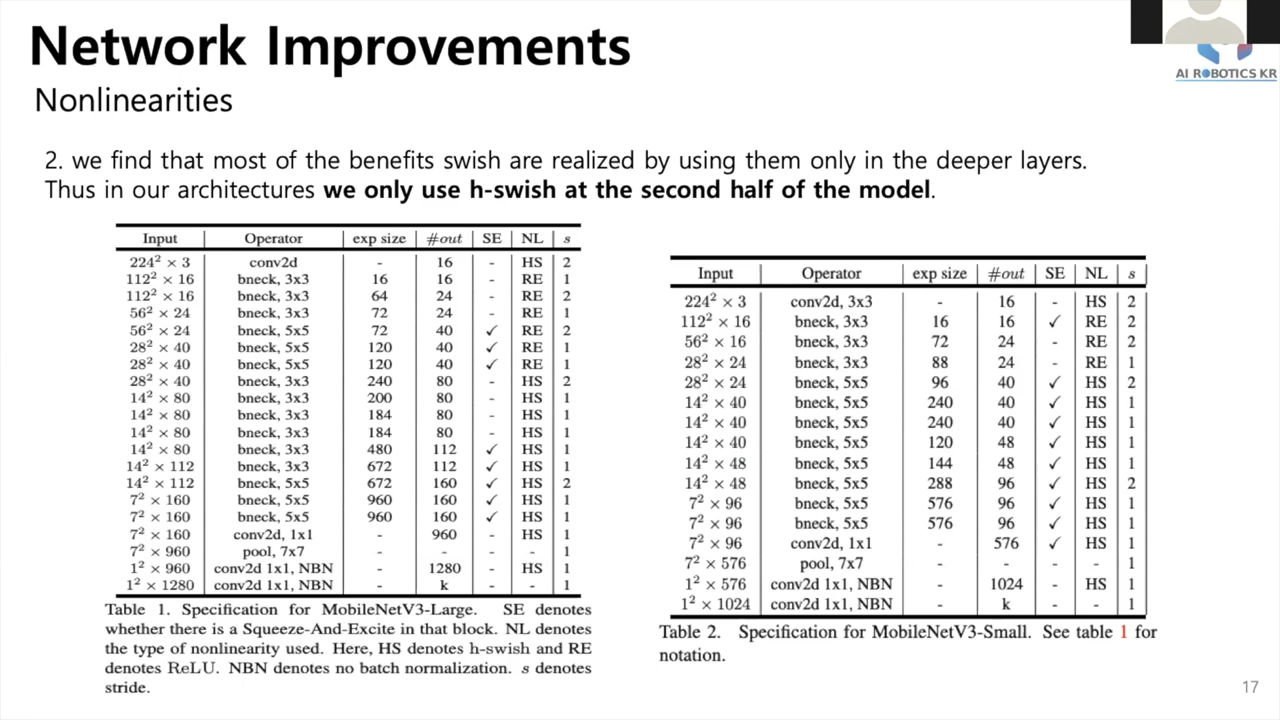 Network Improvements
AI ROBOTICS KR
Nonlinearities
2. we find that most of the benefits swish are realized by using them only in the deeper layers.
Thus in our architectures we only use h-swish at the second half of the model.
Input Operator exp size #out SE NL s
224² × 3 conv2d - 16 - HS 2
112² × 16 bneck, 3x3 16 16 - RE 1
112² × 16 bneck, 3x3 64 24 - RE 2
56² × 24 bneck, 3x3 72 24 - RE 1
56² × 24 bneck, 5x5 72 40 ✓ RE 2
28² × 40 bneck, 5x5 120 40 ✓ RE 1
28² × 40 bneck, 5x5 120 40 ✓ RE 1
28² × 40 bneck, 3x3 240 80 - HS 2
14² × 80 bneck, 3x3 200 80 - HS 1
14² × 80 bneck, 3x3 184 80 - HS 1
14² × 80 bneck, 3x3 184 80 - HS 1
14² × 80 bneck, 3x3 480 112 ✓ HS 1
14² × 112 bneck, 3x3 672 112 ✓ HS 1
14² × 112 bneck, 5x5 672 160 ✓ HS 2
7² × 160 bneck, 5x5 960 160 ✓ HS 1
7² × 160 bneck, 5x5 960 160 ✓ HS 1
7² × 160 conv2d, 1x1 - 960 - HS 1
7² × 960 pool, 7x7 - - - - 1
1² × 960 conv2d 1x1, NBN - 1280 - HS 1
1² × 1280 conv2d 1x1, NBN - k - - 1
Table 1. Specification for MobileNetV3-Large. SE denotes
whether there is a Squeeze-And-Excite in that block. NL denotes
the type of nonlinearity used. Here, HS denotes h-swish and RE
denotes ReLU. NBN denotes no batch normalization. s denotes
stride.
Input Operator exp size #out SE NL s
224² × 3 conv2d, 3x3 - 16 - HS 2
112² × 16 bneck, 3x3 16 16 ✓ RE 2
56² × 16 bneck, 3x3 72 24 - RE 2
28² × 24 bneck, 3x3 88 24 - RE 1
28² × 24 bneck, 5x5 96 40 ✓ HS 2
14² × 40 bneck, 5x5 240 40 ✓ HS 1
14² × 40 bneck, 5x5 240 40 ✓ HS 1
14² × 40 bneck, 5x5 120 48 ✓ HS 1
14² × 48 bneck, 5x5 144 48 ✓ HS 1
14² × 48 bneck, 5x5 288 96 ✓ HS 2
7² × 96 bneck, 5x5 576 96 ✓ HS 1
7² × 96 bneck, 5x5 576 96 ✓ HS 1
7² × 96 conv2d, 1x1 - 576 ✓ HS 1
7² × 576 pool, 7x7 - - - - 1
1² × 576 conv2d 1x1, NBN - 1024 - HS 1
1² × 1024 conv2d 1x1, NBN - k - - 1
Table 2. Specification for MobileNetV3-Small. See table 1 for
notation.
17